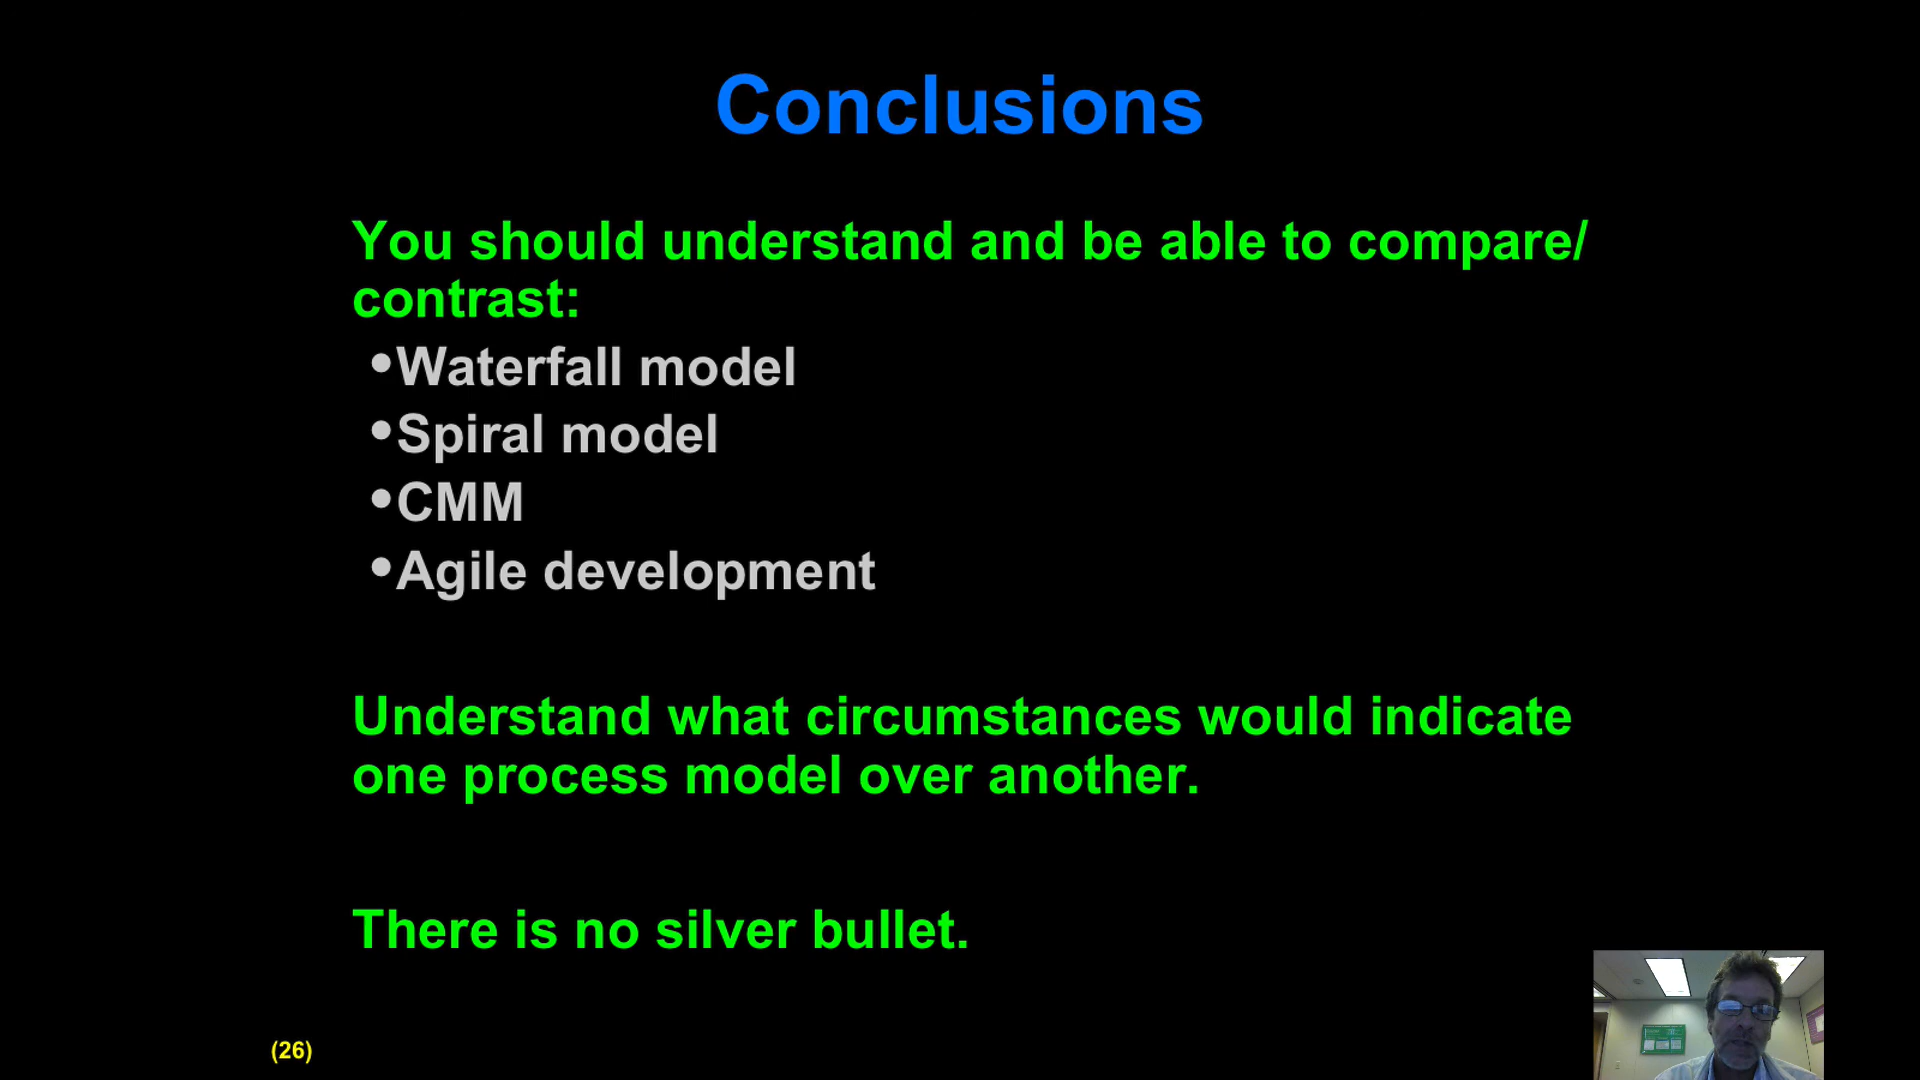 Conclusions
You should understand and be able to compare/
contrast:
•Waterfall model
•Spiral model
•CMM
•Agile development
Understand what circumstances would indicate
one process model over another.
There is no silver bullet.
(26)